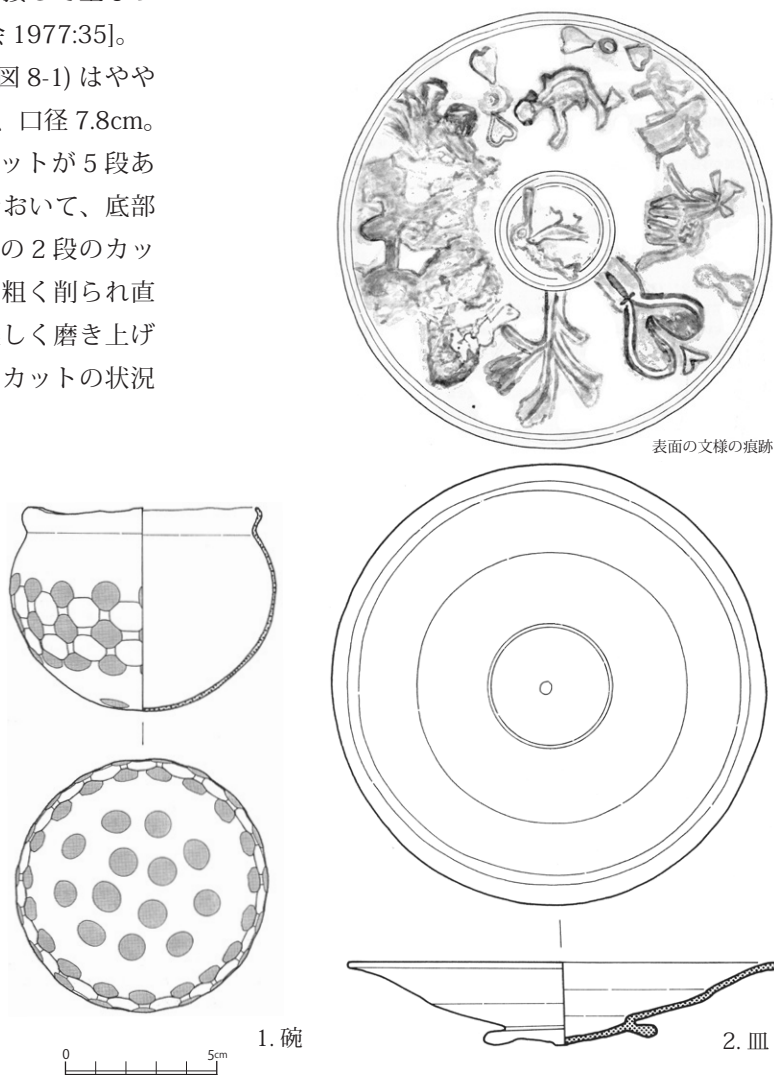 会 1977:35]。
図 8-1) はやや
、口径 7.8cm。
ットが 5 段あ
おいて、底部
の 2 段のカッ
粗く削られ直
しく磨き上げ
カットの状況
表面の文様の痕跡
1. 碗
2. 皿
0 5cm